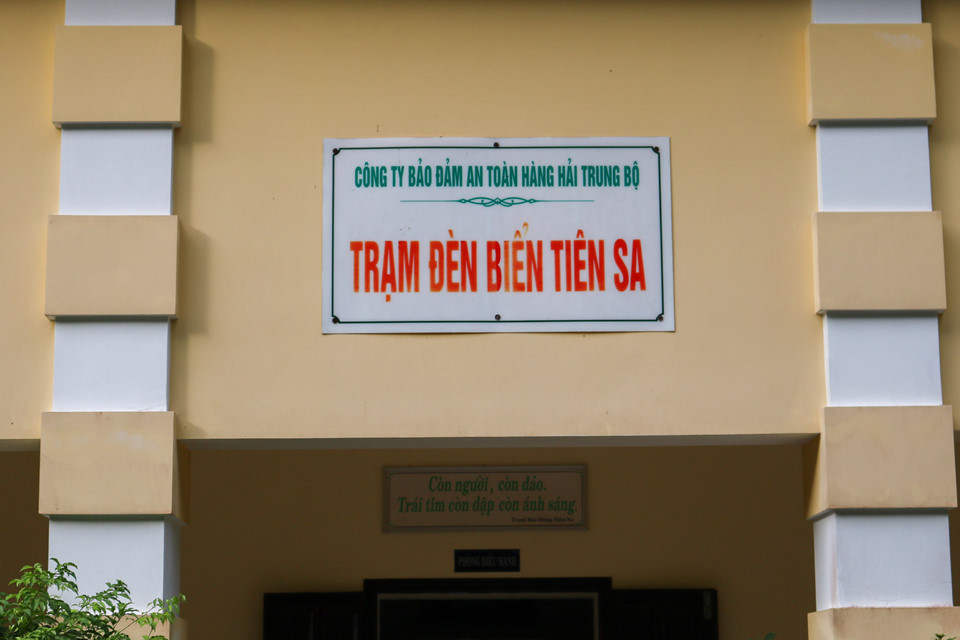 CÔNG TY BẢO ĐẢM AN TOÀN HÀNG HẢI TRUNG BỘ
TRẠM ĐÈN BIỂN TIÊN SA
Còn người, còn đảo.
Trái tim còn đập còn ánh sáng.
PHÒNG ĐIỀU HÀNH